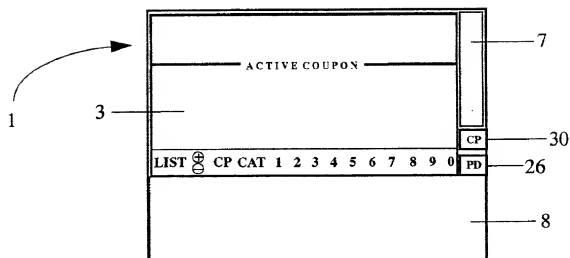 7
ACTIVE COUPON
1
3
CP 30
LIST ⊕ ⊖ CP CAT 1 2 3 4 5 6 7 8 9 0 PD 26
8